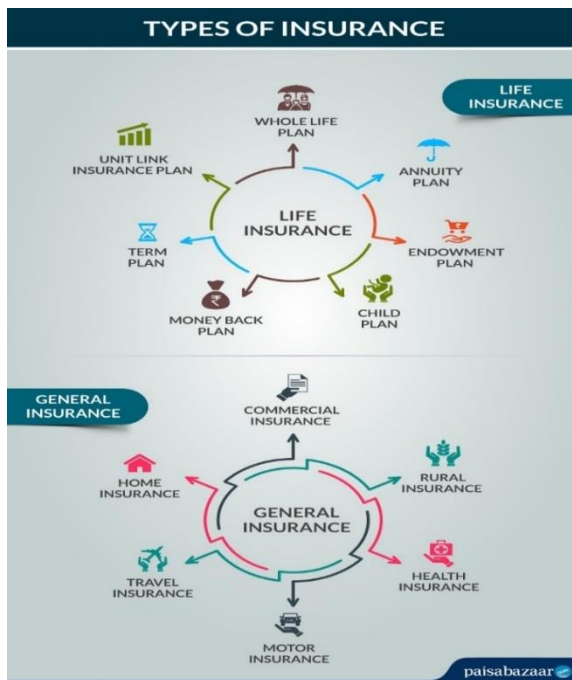 TYPES OF INSURANCE
LIFE
INSURANCE
WHOLE LIFE
PLAN
UNIT LINK
INSURANCE PLAN
ANNUITY
PLAN
LIFE
INSURANCE
TERM
PLAN
ENDOWMENT
PLAN
MONEY BACK
PLAN
CHILD
PLAN
GENERAL
INSURANCE
COMMERCIAL
INSURANCE
HOME
INSURANCE
RURAL
INSURANCE
GENERAL
INSURANCE
TRAVEL
INSURANCE
HEALTH
INSURANCE
MOTOR
INSURANCE
paisabazaar